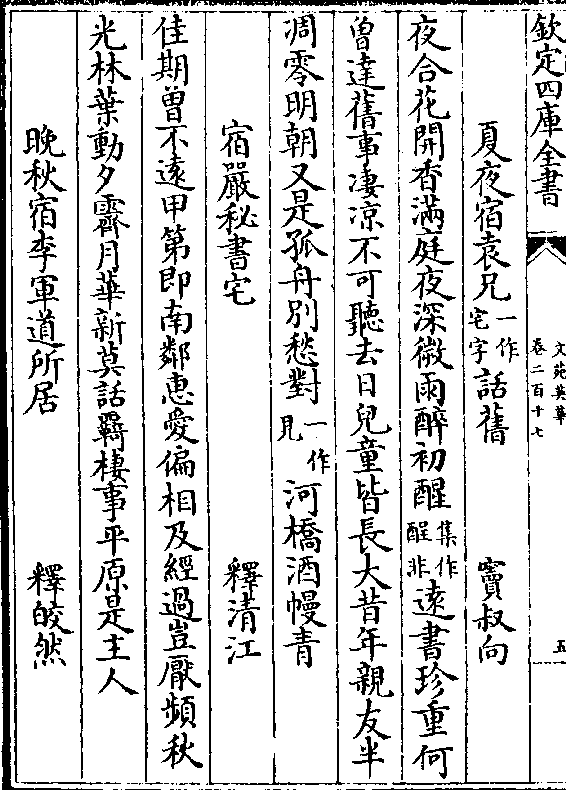 欽定四庫全書
文苑英華
卷二百十七
五
夏夜宿袁兄一作宅字話舊 竇叔向
夜合花開香滿庭夜深微雨醉初醒集作醒非遠書珍重何
曾達舊事凄凉不可聽去日兒童皆長大昔年親友半
凋零明朝又是孤舟別愁對一作見河橋酒幔青
宿嚴秘書宅 釋清江
佳期曾不遠甲第即南鄰惠愛偏相及經過豈厭頻秋
光林葉動夕霽月華新莫話羇棲事平原是主人
晚秋宿李軍道所居 釋皎然